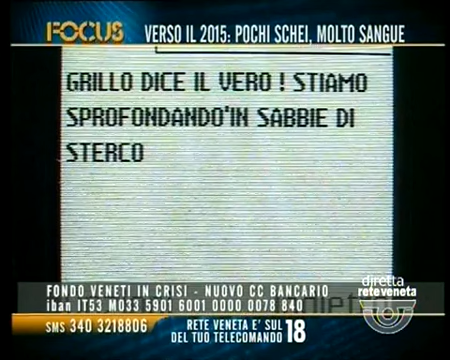 FOCUS VERSO IL 2015: POCHI SCHEI, MOLTO SANGUE
GRILLO DICE IL VERO ! STIAMO
SPROFONDANDO'IN SABBIE DI
STERCO
diretta
reteveneta
FONDO VENETI IN CRISI - NUOVO CC BANCARIO
iban IT53 M033 5901 6001 0000 0078 840
SMS 340 3218806
RETE VENETA E' SUL
DEL TUO TELECOMANDO 18